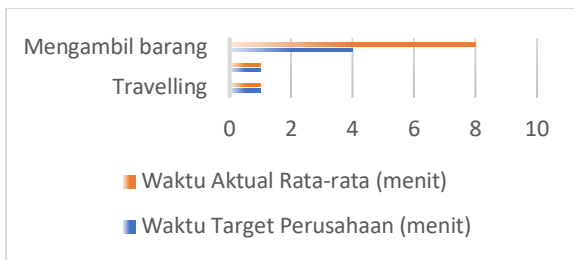 Mengambil barang
Travelling
0 2 4 6 8 10
Waktu Aktual Rata-rata (menit)
Waktu Target Perusahaan (menit)